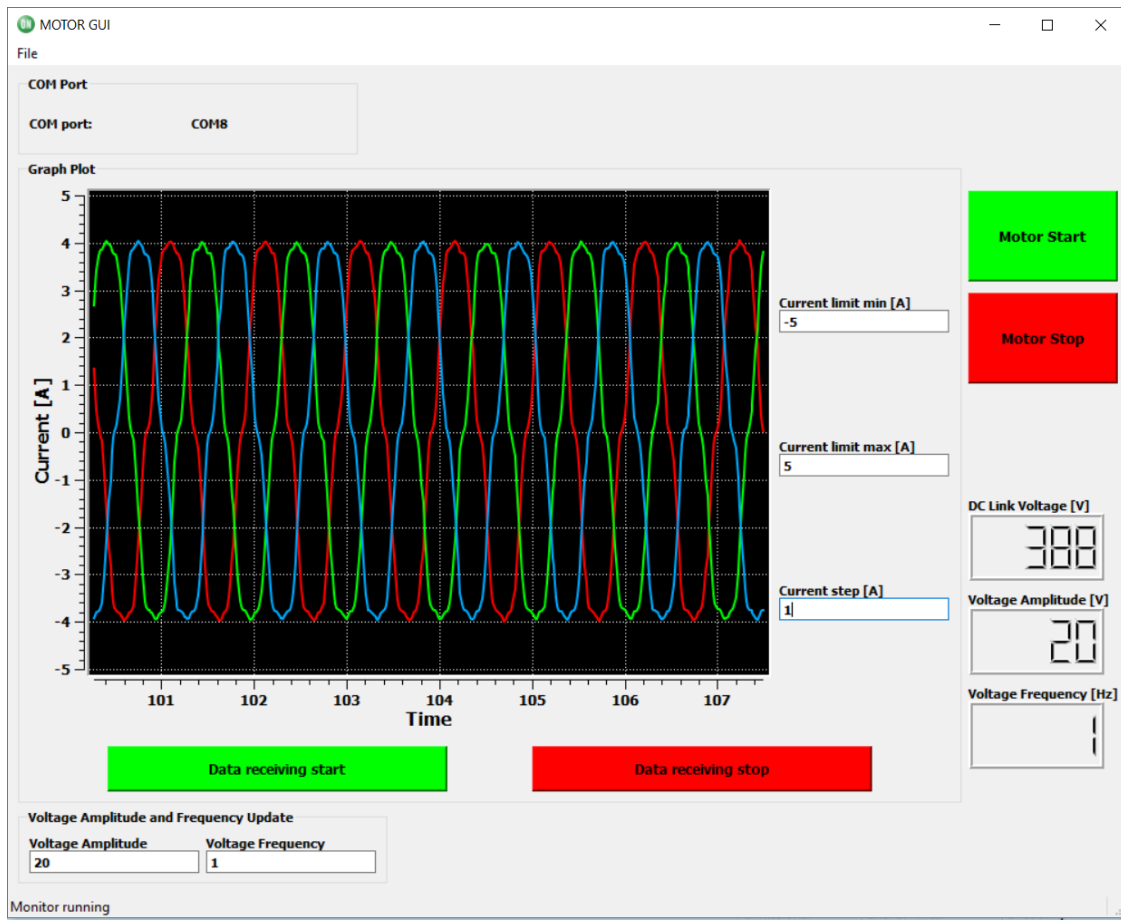 ON MOTOR GUI
File
COM Port
COM port: COM8
Graph Plot
5
4
3
2
1
0
-1
-2
-3
-4
-5
Current [A]
101 102 103 104 105 106 107
Time
Current limit min [A]
-5
Current limit max [A]
5
Current step [A]
1
Motor Start
Motor Stop
DC Link Voltage [V]
388
Voltage Amplitude [V]
20
Voltage Frequency [Hz]
1
Data receiving start Data receiving stop
Voltage Amplitude and Frequency Update
Voltage Amplitude Voltage Frequency
20 1
Monitor running